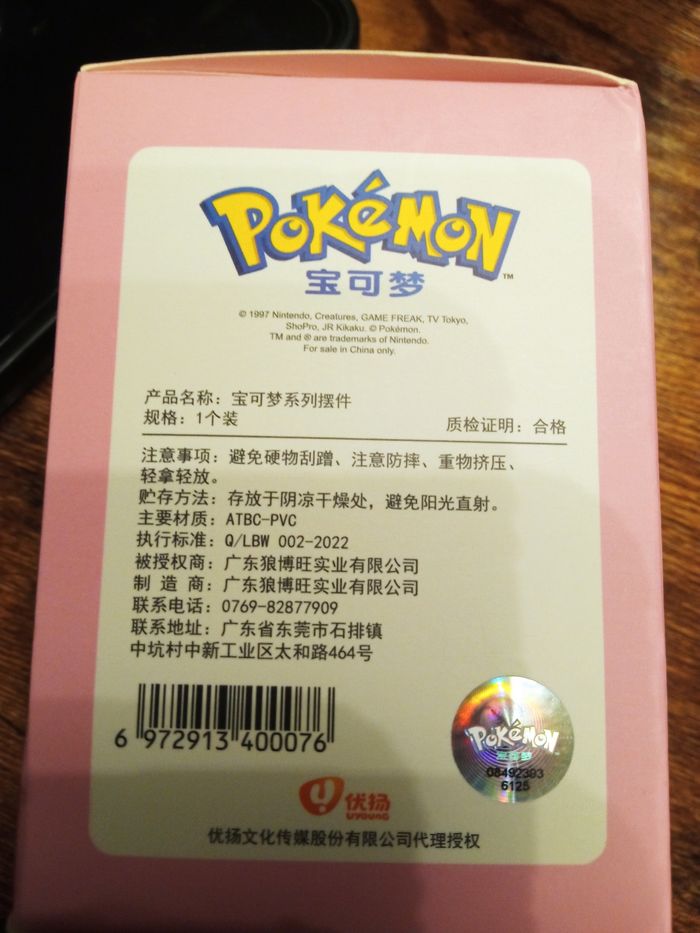 POKéMON
TM
宝可梦
© 1997 Nintendo, Creatures, GAME FREAK, TV Tokyo,
ShoPro, JR Kikaku. © Pokémon.
TM and ® are trademarks of Nintendo.
For sale in China only.
产品名称：宝可梦系列摆件
规格：1个装
质检证明：合格
注意事项：避免硬物刮蹭、注意防摔、重物挤压、
轻拿轻放。
贮存方法：存放于阴凉干燥处，避免阳光直射。
主要材质：ATBC-PVC
执行标准：Q/LBW 002-2022
被授权商：广东狼博旺实业有限公司
制 造 商：广东狼博旺实业有限公司
联系电话：0769-82877909
联系地址：广东省东莞市石排镇
中坑村中新工业区太和路464号
6 972913 400076
POKéMON
宝可梦
08492303
6125
优扬
UYOUNG
优扬文化传媒股份有限公司代理授权